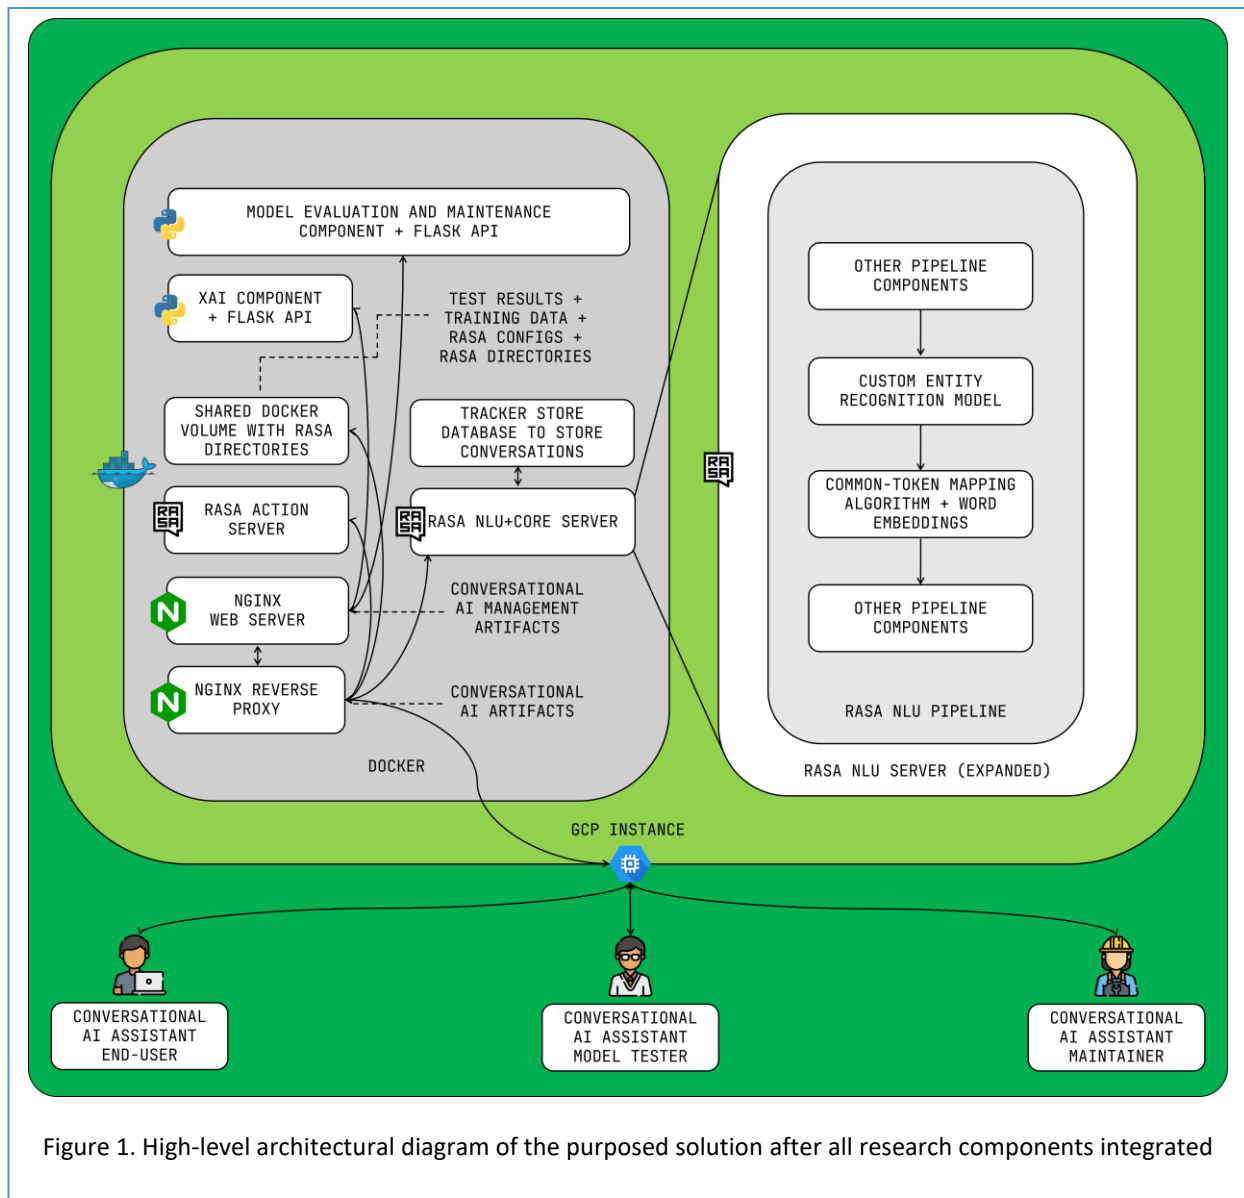 MODEL EVALUATION AND MAINTENANCE
COMPONENT + FLASK API
XAI COMPONENT
+ FLASK API
TEST RESULTS +
TRAINING DATA +
RASA CONFIGS +
RASA DIRECTORIES
SHARED DOCKER
VOLUME WITH RASA
DIRECTORIES
TRACKER STORE
DATABASE TO STORE
CONVERSATIONS
RASA ACTION
SERVER
RASA
RASA NLU+CORE SERVER
RASA
NGINX
WEB SERVER
N
CONVERSATIONAL
AI MANAGEMENT
ARTIFACTS
NGINX REVERSE
PROXY
N
CONVERSATIONAL
AI ARTIFACTS
DOCKER
OTHER PIPELINE
COMPONENTS
CUSTOM ENTITY
RECOGNITION MODEL
RASA
COMMON-TOKEN MAPPING
ALGORITHM + WORD
EMBEDDINGS
OTHER PIPELINE
COMPONENTS
RASA NLU PIPELINE
RASA NLU SERVER (EXPANDED)
GCP INSTANCE
CONVERSATIONAL
AI ASSISTANT
END-USER
CONVERSATIONAL
AI ASSISTANT
MODEL TESTER
CONVERSATIONAL
AI ASSISTANT
MAINTAINER
Figure 1. High-level architectural diagram of the purposed solution after all research components integrated